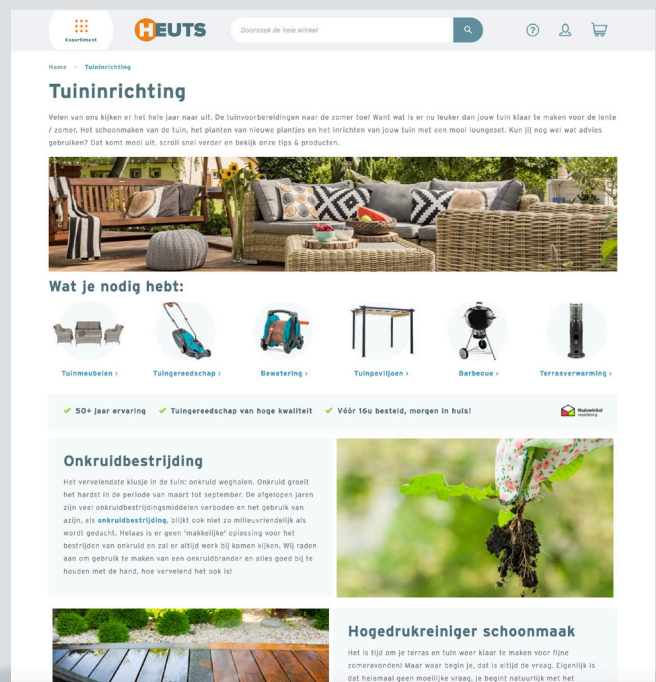 Assortiment
HEUTS
Doorzoek de hele winkel
Home › Tuininrichting
Tuininrichting
Velen van ons kijken er het hele jaar naar uit. De tuinvoorbereidingen naar de zomer toe! Want wat is er nu leuker dan jouw tuin klaar te maken voor de lente
/ zomer. Het schoonmaken van de tuin, het planten van nieuwe plantjes en het inrichten van jouw tuin met een mooi loungeset. Kun jij nog wel wat advies
gebruiken? Dat komt mooi uit, scroll snel verder en bekijk onze tips & producten.
Wat je nodig hebt:
Tuinmeubelen › Tuingereedschap › Bewatering › Tuinpaviljoen › Barbecue › Terrasverwarming ›
50+ jaar ervaring Tuingereedschap van hoge kwaliteit Vóór 16u besteld, morgen in huis!
thuiswinkel
waarborg
Onkruidbestrijding
Het vervelendste klusje in de tuin: onkruid weghalen. Onkruid groeit
het hardst in de periode van maart tot september. De afgelopen jaren
zijn veel onkruidbestrijdingsmiddelen verboden en het gebruik van
azijn, als onkruidbestrijding, blijkt ook niet zo milieuvriendelijk als
wordt gedacht. Helaas is er geen 'makkelijke' oplossing voor het
bestrijden van onkruid en zal er altijd werk bij komen kijken. Wij raden
aan om gebruik te maken van een onkruidbrander en alles goed bij te
houden met de hand, hoe vervelend het ook is!
Hogedrukreiniger schoonmaak
Het is tijd om je terras en tuin weer klaar te maken voor fijne
zomeravonden! Maar waar begin je, dat is altijd de vraag. Eigenlijk is
dat helemaal geen moeilijke vraag, je begint natuurlijk met het